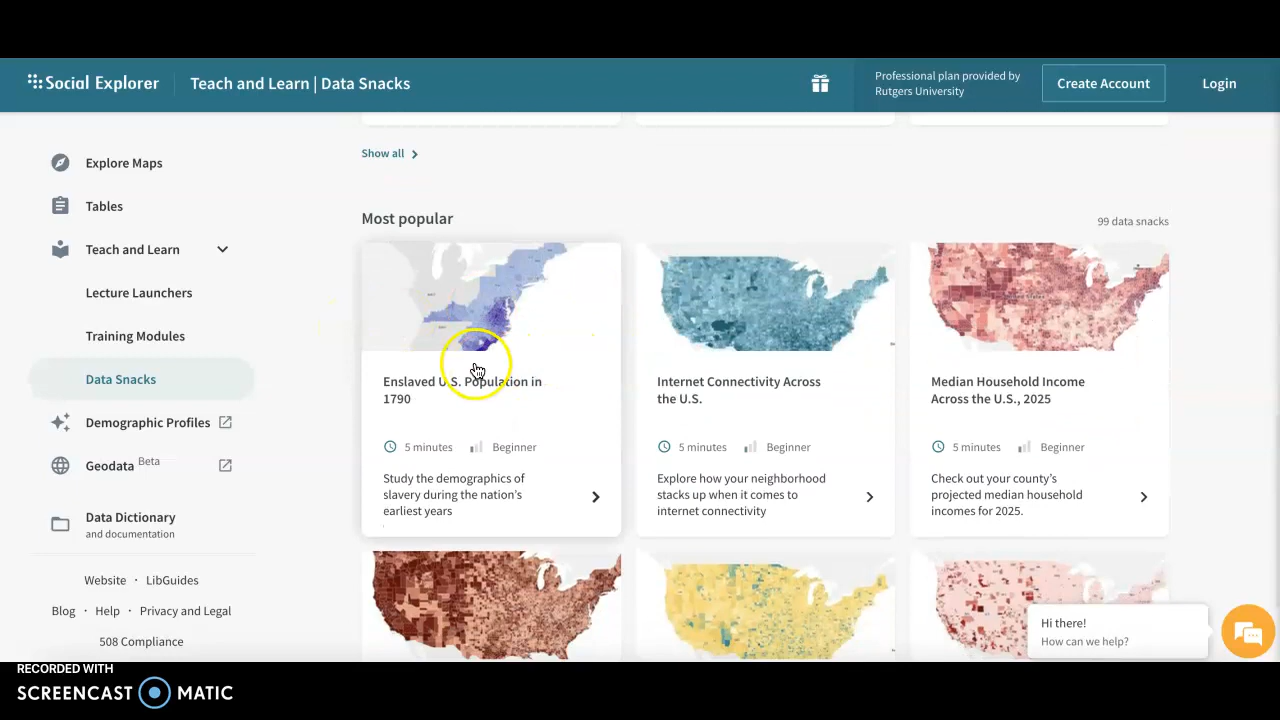 Social Explorer
Teach and Learn | Data Snacks
Professional plan provided by
Rutgers University
Create Account
Login
Explore Maps
Tables
Teach and Learn
Lecture Launchers
Training Modules
Data Snacks
Demographic Profiles
Geodata Beta
Data Dictionary
and documentation
Website · LibGuides
Blog · Help · Privacy and Legal
508 Compliance
Show all
Most popular
99 data snacks
Enslaved U.S. Population in
1790
5 minutes Beginner
Study the demographics of
slavery during the nation's
earliest years
Internet Connectivity Across
the U.S.
5 minutes Beginner
Explore how your neighborhood
stacks up when it comes to
internet connectivity
Median Household Income
Across the U.S., 2025
5 minutes Beginner
Check out your county's
projected median household
incomes for 2025.
Hi there!
How can we help?
RECORDED WITH
SCREENCAST MATIC